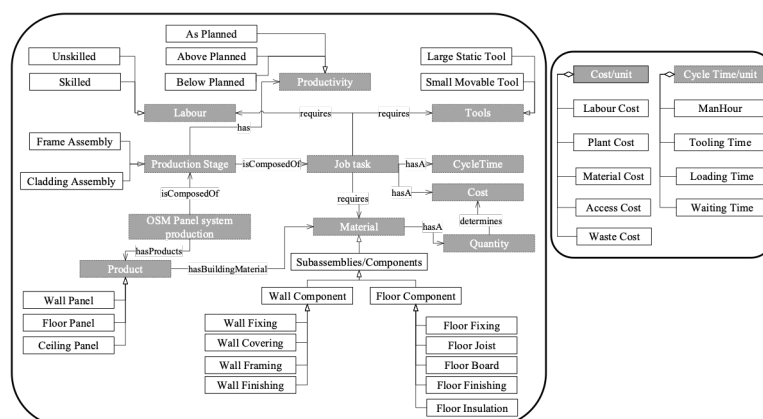 As Planned
Unskilled
Above Planned
Large Static Tool
Skilled
Below Planned
Productivity
Small Movable Tool
Cost/unit
Cycle Time/unit
Labour
requires
requires
Tools
Labour Cost
ManHour
has
Frame Assembly
Plant Cost
Tooling Time
Production Stage
isComposedOf
Job task
hasA
CycleTime
Cladding Assembly
isComposedOf
hasA
Cost
Material Cost
Loading Time
requires
OSM Panel system
production
Material
hasA
determines
Access Cost
Waiting Time
hasProducts
Quantity
Waste Cost
Product
hasBuildingMaterial
Subassemblies/Components
Wall Panel
Wall Component
Floor Component
Floor Panel
Wall Fixing
Floor Fixing
Ceiling Panel
Wall Covering
Floor Joist
Wall Framing
Floor Board
Wall Finishing
Floor Finishing
Floor Insulation